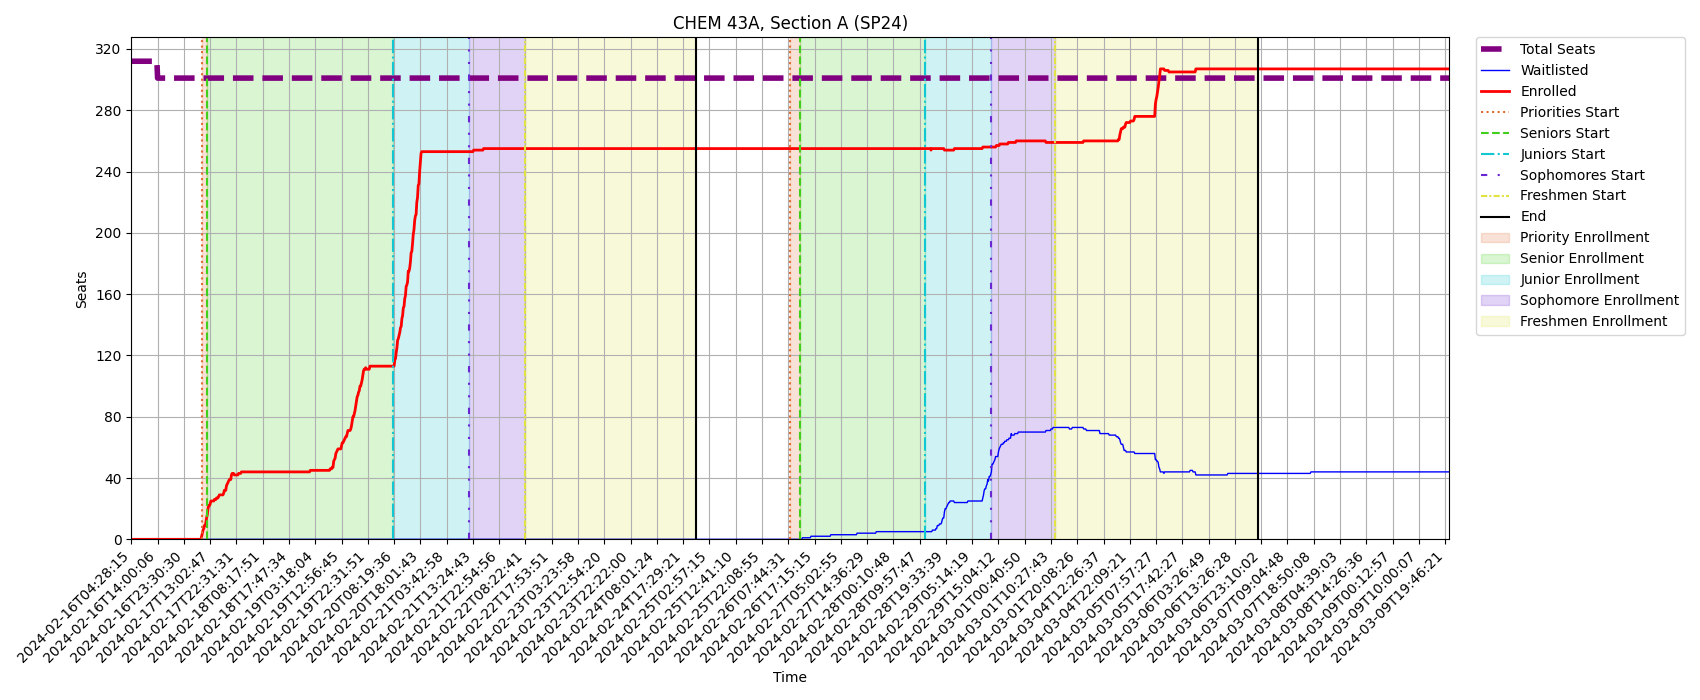 CHEM 43A, Section A (SP24)
Seats
320
280
240
200
160
120
80
40
0
2024-02-16T04:28:15
2024-02-16T14:00:06
2024-02-16T23:30:30
2024-02-17T13:02:47
2024-02-17T22:31:31
2024-02-18T08:17:51
2024-02-18T17:47:34
2024-02-19T03:18:04
2024-02-19T12:56:45
2024-02-19T22:31:51
2024-02-20T08:19:36
2024-02-20T18:01:43
2024-02-21T03:42:58
2024-02-21T13:24:43
2024-02-21T22:54:56
2024-02-22T08:22:41
2024-02-22T17:53:51
2024-02-23T03:23:58
2024-02-23T12:54:20
2024-02-23T22:22:00
2024-02-24T08:01:24
2024-02-24T17:29:21
2024-02-25T02:57:15
2024-02-25T12:41:10
2024-02-25T22:08:55
2024-02-26T07:44:31
2024-02-26T17:15:15
2024-02-27T05:02:55
2024-02-27T14:36:29
2024-02-28T00:10:48
2024-02-28T09:57:47
2024-02-28T19:33:39
2024-02-29T05:14:19
2024-02-29T15:04:12
2024-03-01T00:40:50
2024-03-01T10:27:43
2024-03-01T20:08:26
2024-03-04T12:26:37
2024-03-04T22:09:21
2024-03-05T07:57:27
2024-03-05T17:42:27
2024-03-06T03:26:49
2024-03-06T13:26:28
2024-03-06T23:10:02
2024-03-07T09:04:48
2024-03-07T18:50:08
2024-03-08T04:39:03
2024-03-08T14:26:36
2024-03-09T00:12:57
2024-03-09T10:00:07
2024-03-09T19:46:21
Time
Total Seats
Waitlisted
Enrolled
Priorities Start
Seniors Start
Juniors Start
Sophomores Start
Freshmen Start
End
Priority Enrollment
Senior Enrollment
Junior Enrollment
Sophomore Enrollment
Freshmen Enrollment